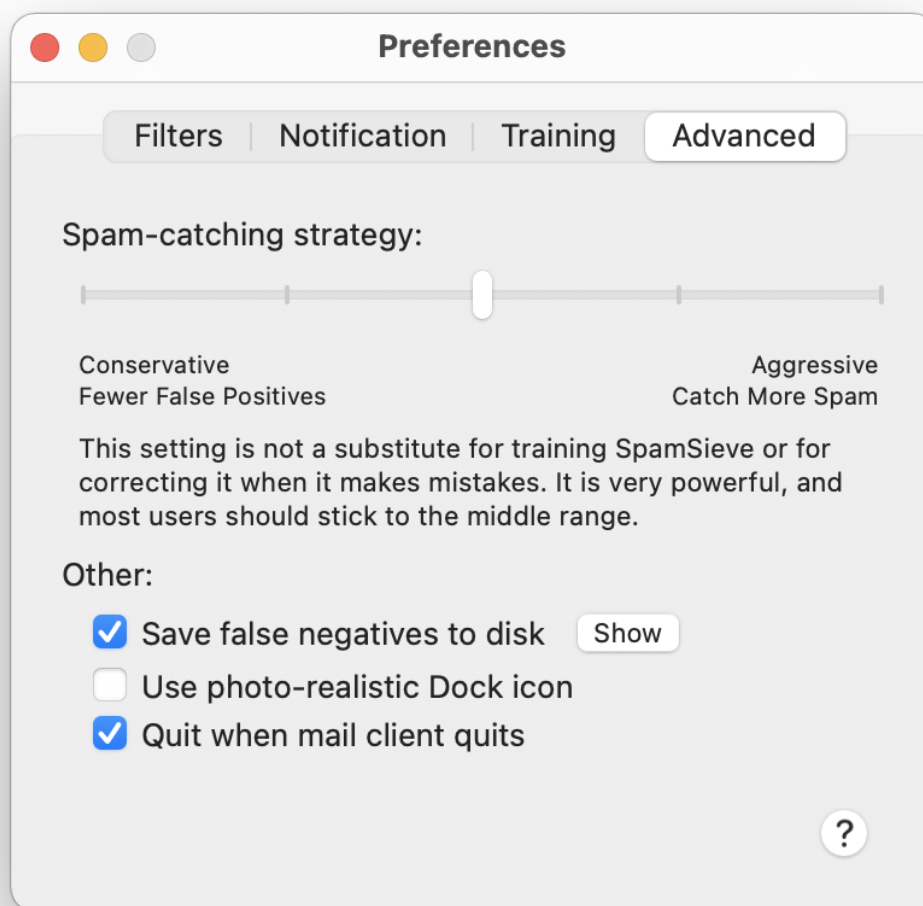 Preferences
Filters
Notification
Training
Advanced
Spam-catching strategy:
Conservative
Fewer False Positives
Aggressive
Catch More Spam
This setting is not a substitute for training SpamSieve or for
correcting it when it makes mistakes. It is very powerful, and
most users should stick to the middle range.
Other:
Save false negatives to disk
Show
Use photo-realistic Dock icon
Quit when mail client quits
?